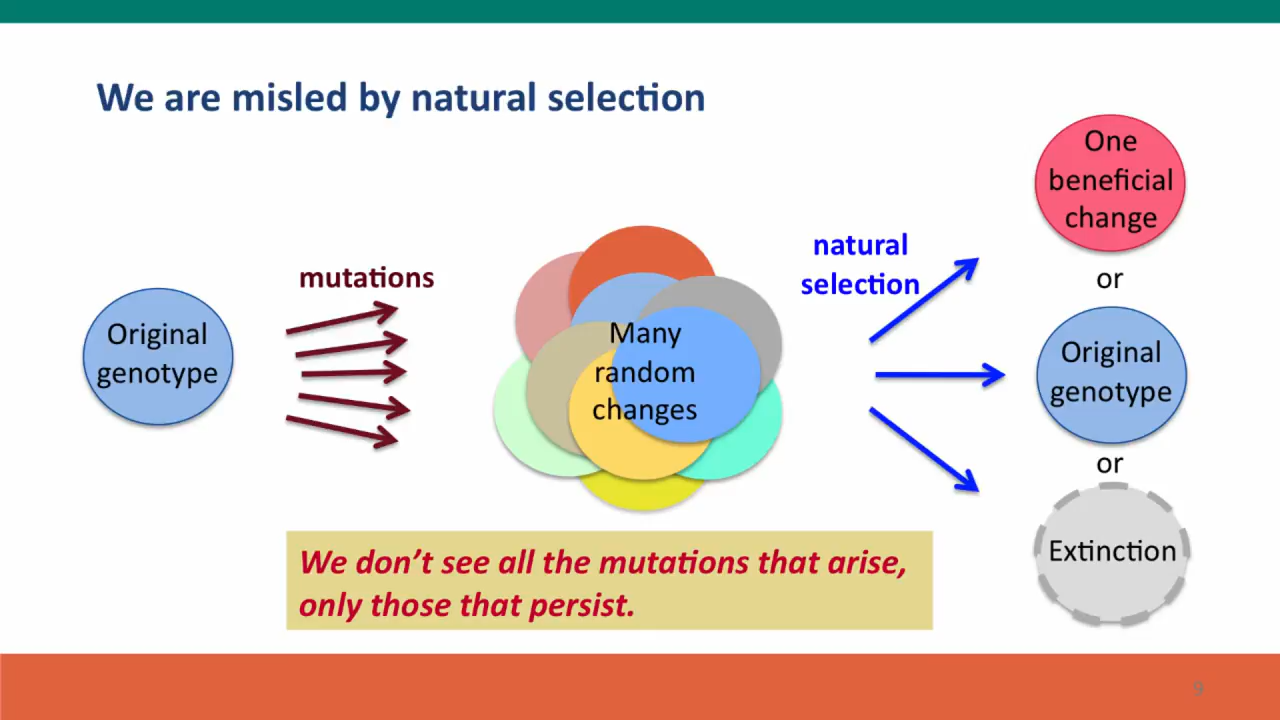 We are misled by natural selection
Original
genotype
mutations
Many
random
changes
natural
selection
One
beneficial
change
or
Original
genotype
or
Extinction
We don't see all the mutations that arise,
only those that persist.
9